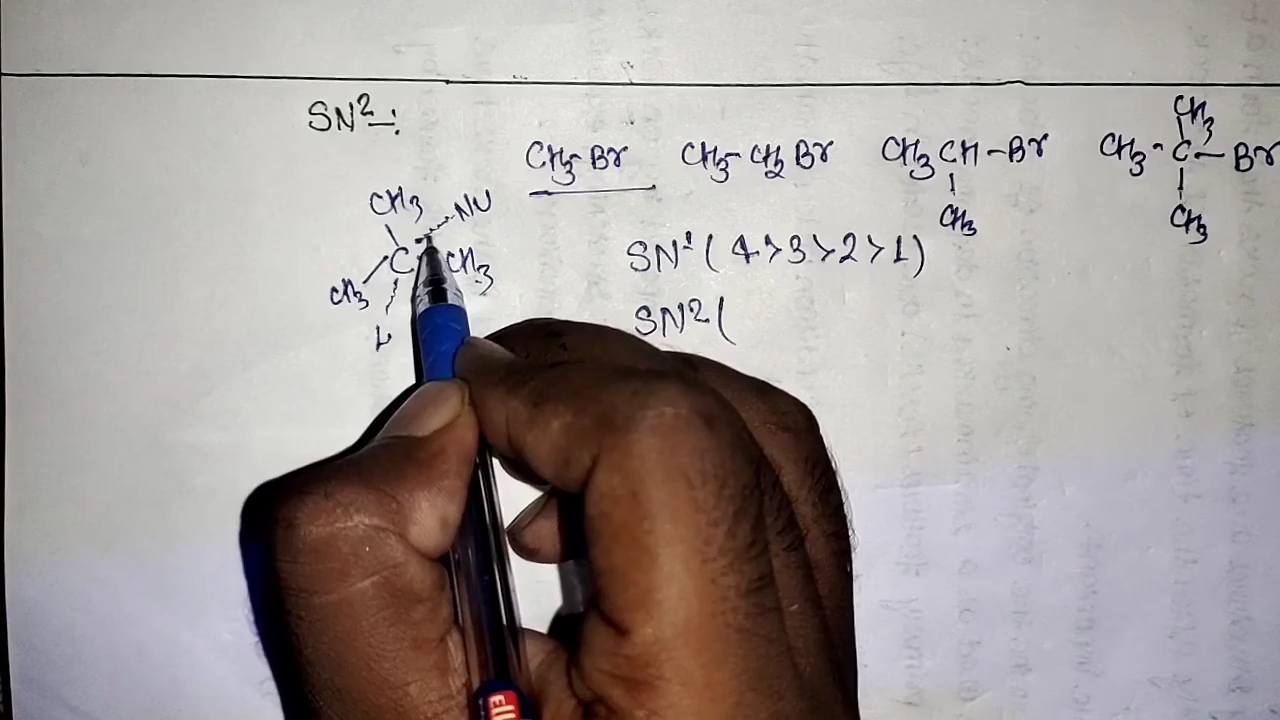 SN2-:
CH3-Br CH3-CH2Br CH3CH-Br CH3-C-Br
CH3
CH3
CH3
CH3 NU
C CH3
CH3
L
SN1 ( 4>3>2>1)
SN2 (